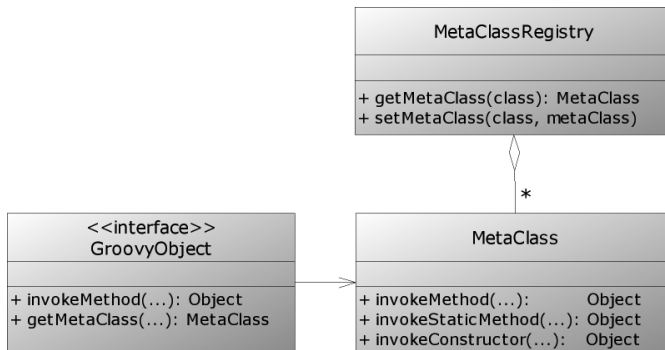 MetaClassRegistry
+ getMetaClass(class): MetaClass
+ setMetaClass(class, metaClass)
*
<<interface>>
GroovyObject
+ invokeMethod(...): Object
+ getMetaClass(...): MetaClass
MetaClass
+ invokeMethod(...): Object
+ invokeStaticMethod(...): Object
+ invokeConstructor(...): Object